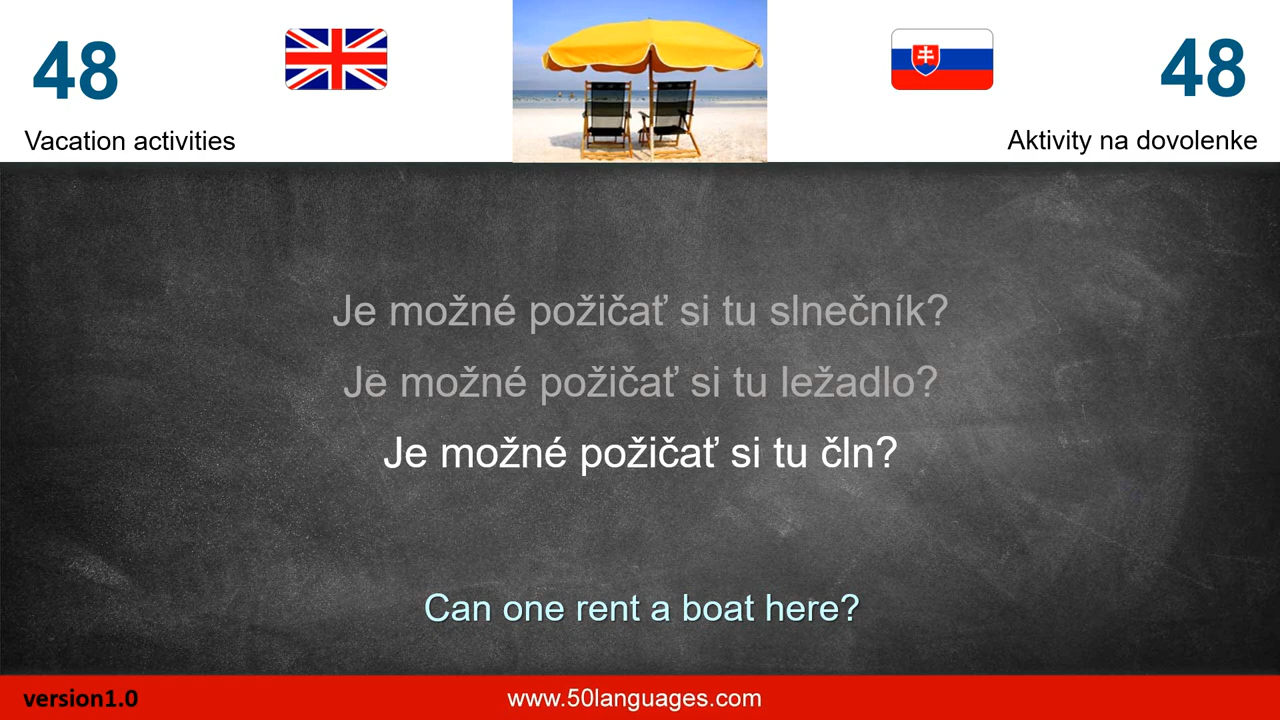 48
48
Vacation activities
Aktivity na dovolenke
Je možné požičať si tu slnečník?
Je možné požičať si tu ležadlo?
Je možné požičať si tu čln?
Can one rent a boat here?
version1.0
www.50languages.com